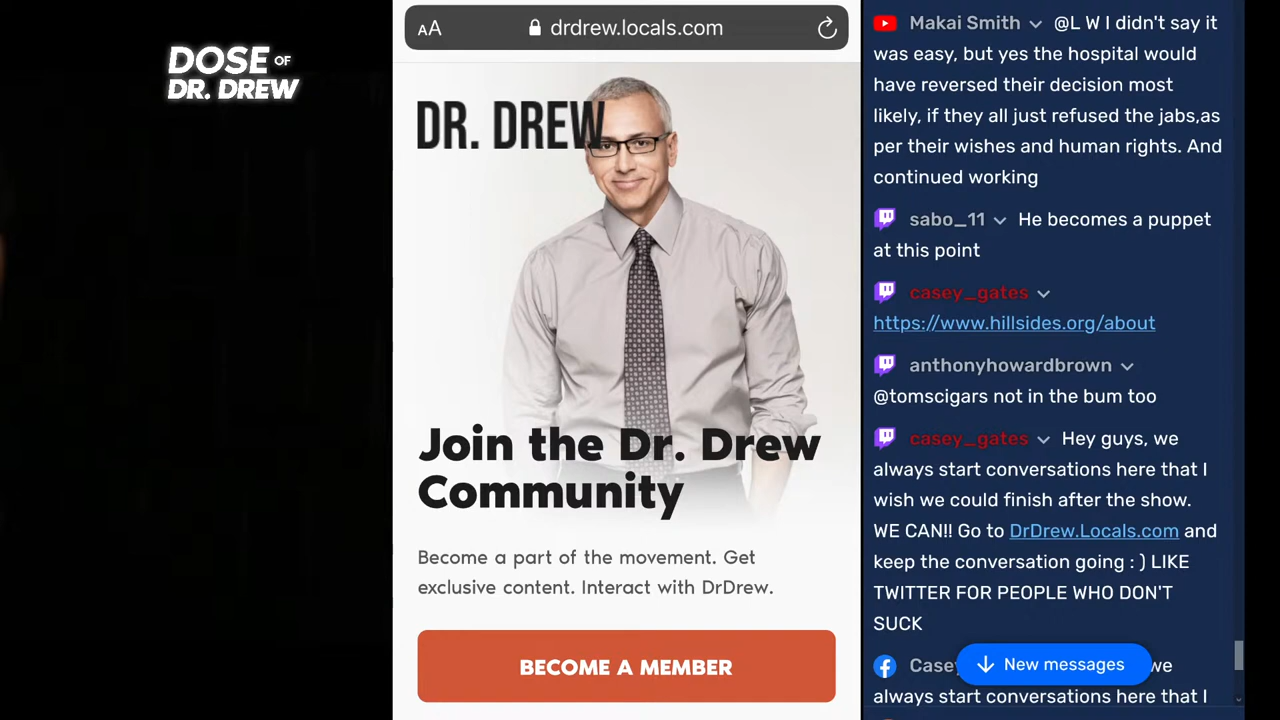 DOSE OF
DR. DREW
AA drdrew.locals.com
DR. DREW
Join the Dr. Drew
Community
Become a part of the movement. Get
exclusive content. Interact with DrDrew.
BECOME A MEMBER
Makai Smith @L W I didn't say it
was easy, but yes the hospital would
have reversed their decision most
likely, if they all just refused the jabs,as
per their wishes and human rights. And
continued working
sabo_11 He becomes a puppet
at this point
casey_gates
https://www.hillsides.org/about
anthonyhowardbrown
@tomscigars not in the bum too
casey_gates Hey guys, we
always start conversations here that I
wish we could finish after the show.
WE CAN!! Go to DrDrew.Locals.com and
keep the conversation going : ) LIKE
TWITTER FOR PEOPLE WHO DON'T
SUCK
Casey we
New messages
always start conversations here that I